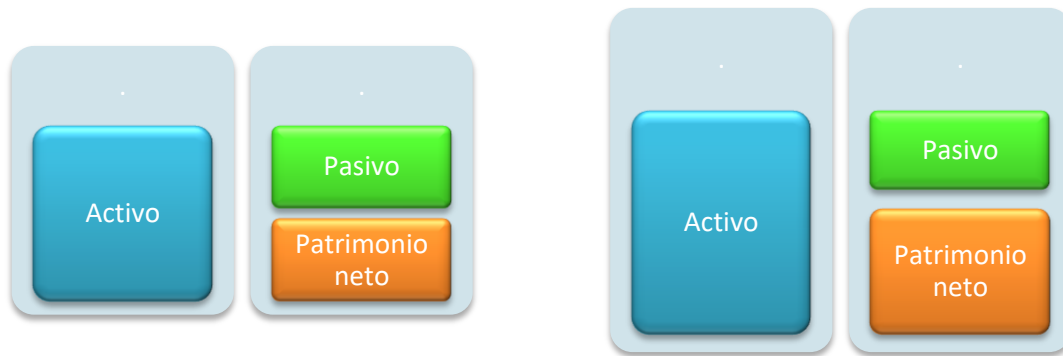 .
.
Activo
Pasivo
Patrimonio
neto
.
.
Activo
Pasivo
Patrimonio
neto